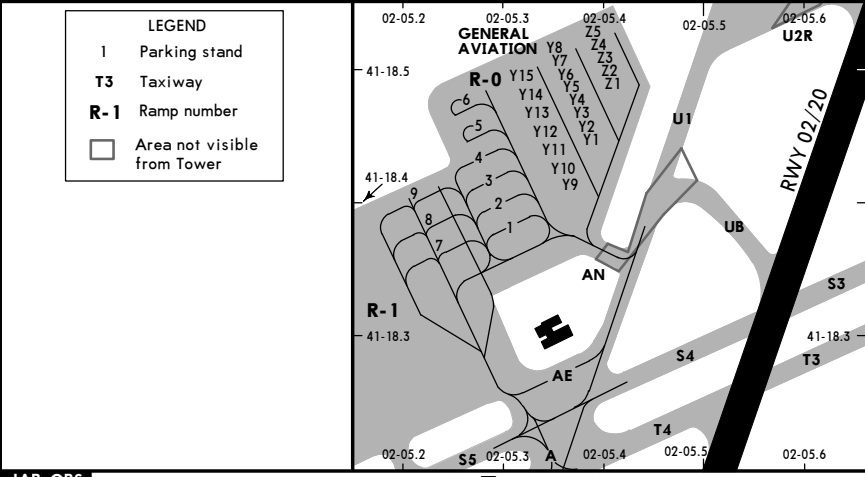 LEGEND
1 Parking stand
T3 Taxiway
R-1 Ramp number
Area not visible
from Tower
02-05.2
02-05.3
02-05.4
02-05.5
02-05.6
GENERAL
AVIATION
R-0
41-18.5
41-18.4
41-18.3
Y8
Y7
Y6
Y5
Y4
Y3
Y2
Y1
Z5
Z4
Z3
Z2
Z1
Y15
Y14
Y13
Y12
Y11
Y10
Y9
6
5
4
3
2
1
9
8
7
R-1
U2R
U1
RWY 02/20
UB
AN
S3
41-18.3
T3
S4
AE
T4
S5
A
02-05.2
02-05.3
02-05.4
02-05.5
02-05.6